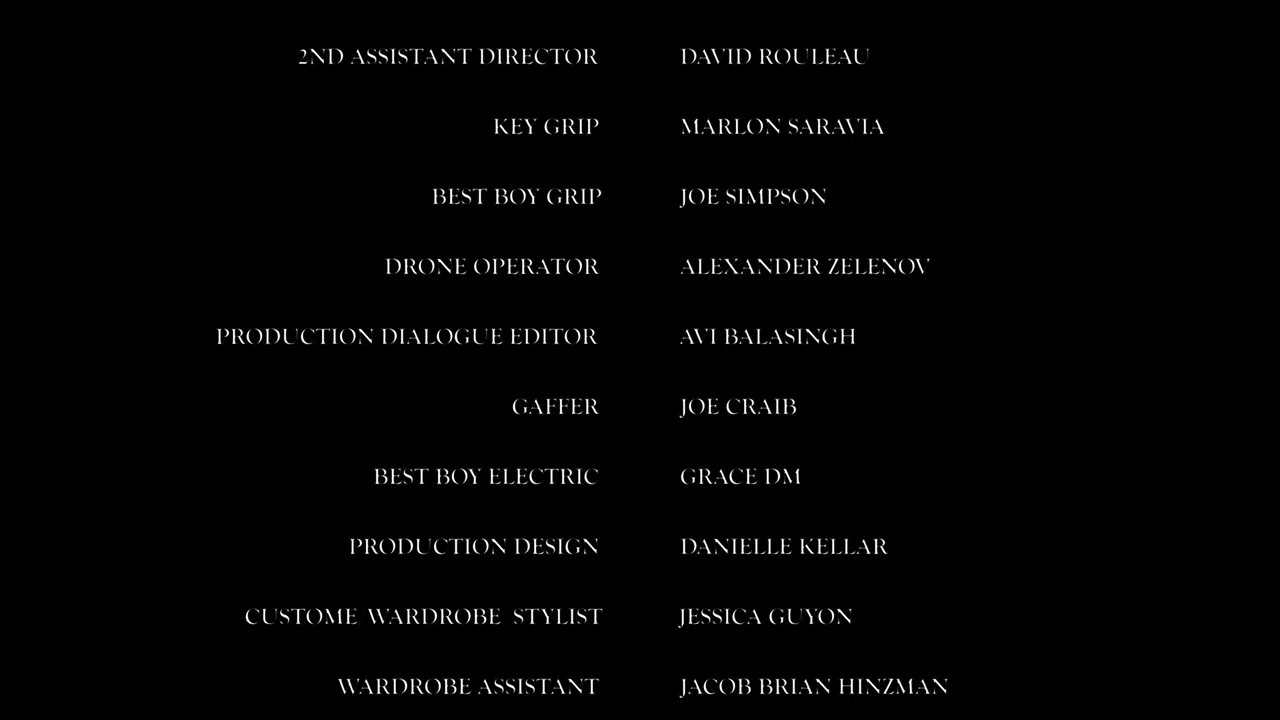 2ND ASSISTANT DIRECTOR DAVID ROULEAU
KEY GRIP MARLON SARAVIA
BEST BOY GRIP JOE SIMPSON
DRONE OPERATOR ALEXANDER ZELENOV
PRODUCTION DIALOGUE EDITOR AVI BALASINGH
GAFFER JOE CRAIB
BEST BOY ELECTRIC GRACE DM
PRODUCTION DESIGN DANIELLE KELLAR
CUSTOME WARDROBE STYLIST JESSICA GUYON
WARDROBE ASSISTANT JACOB BRIAN HINZMAN